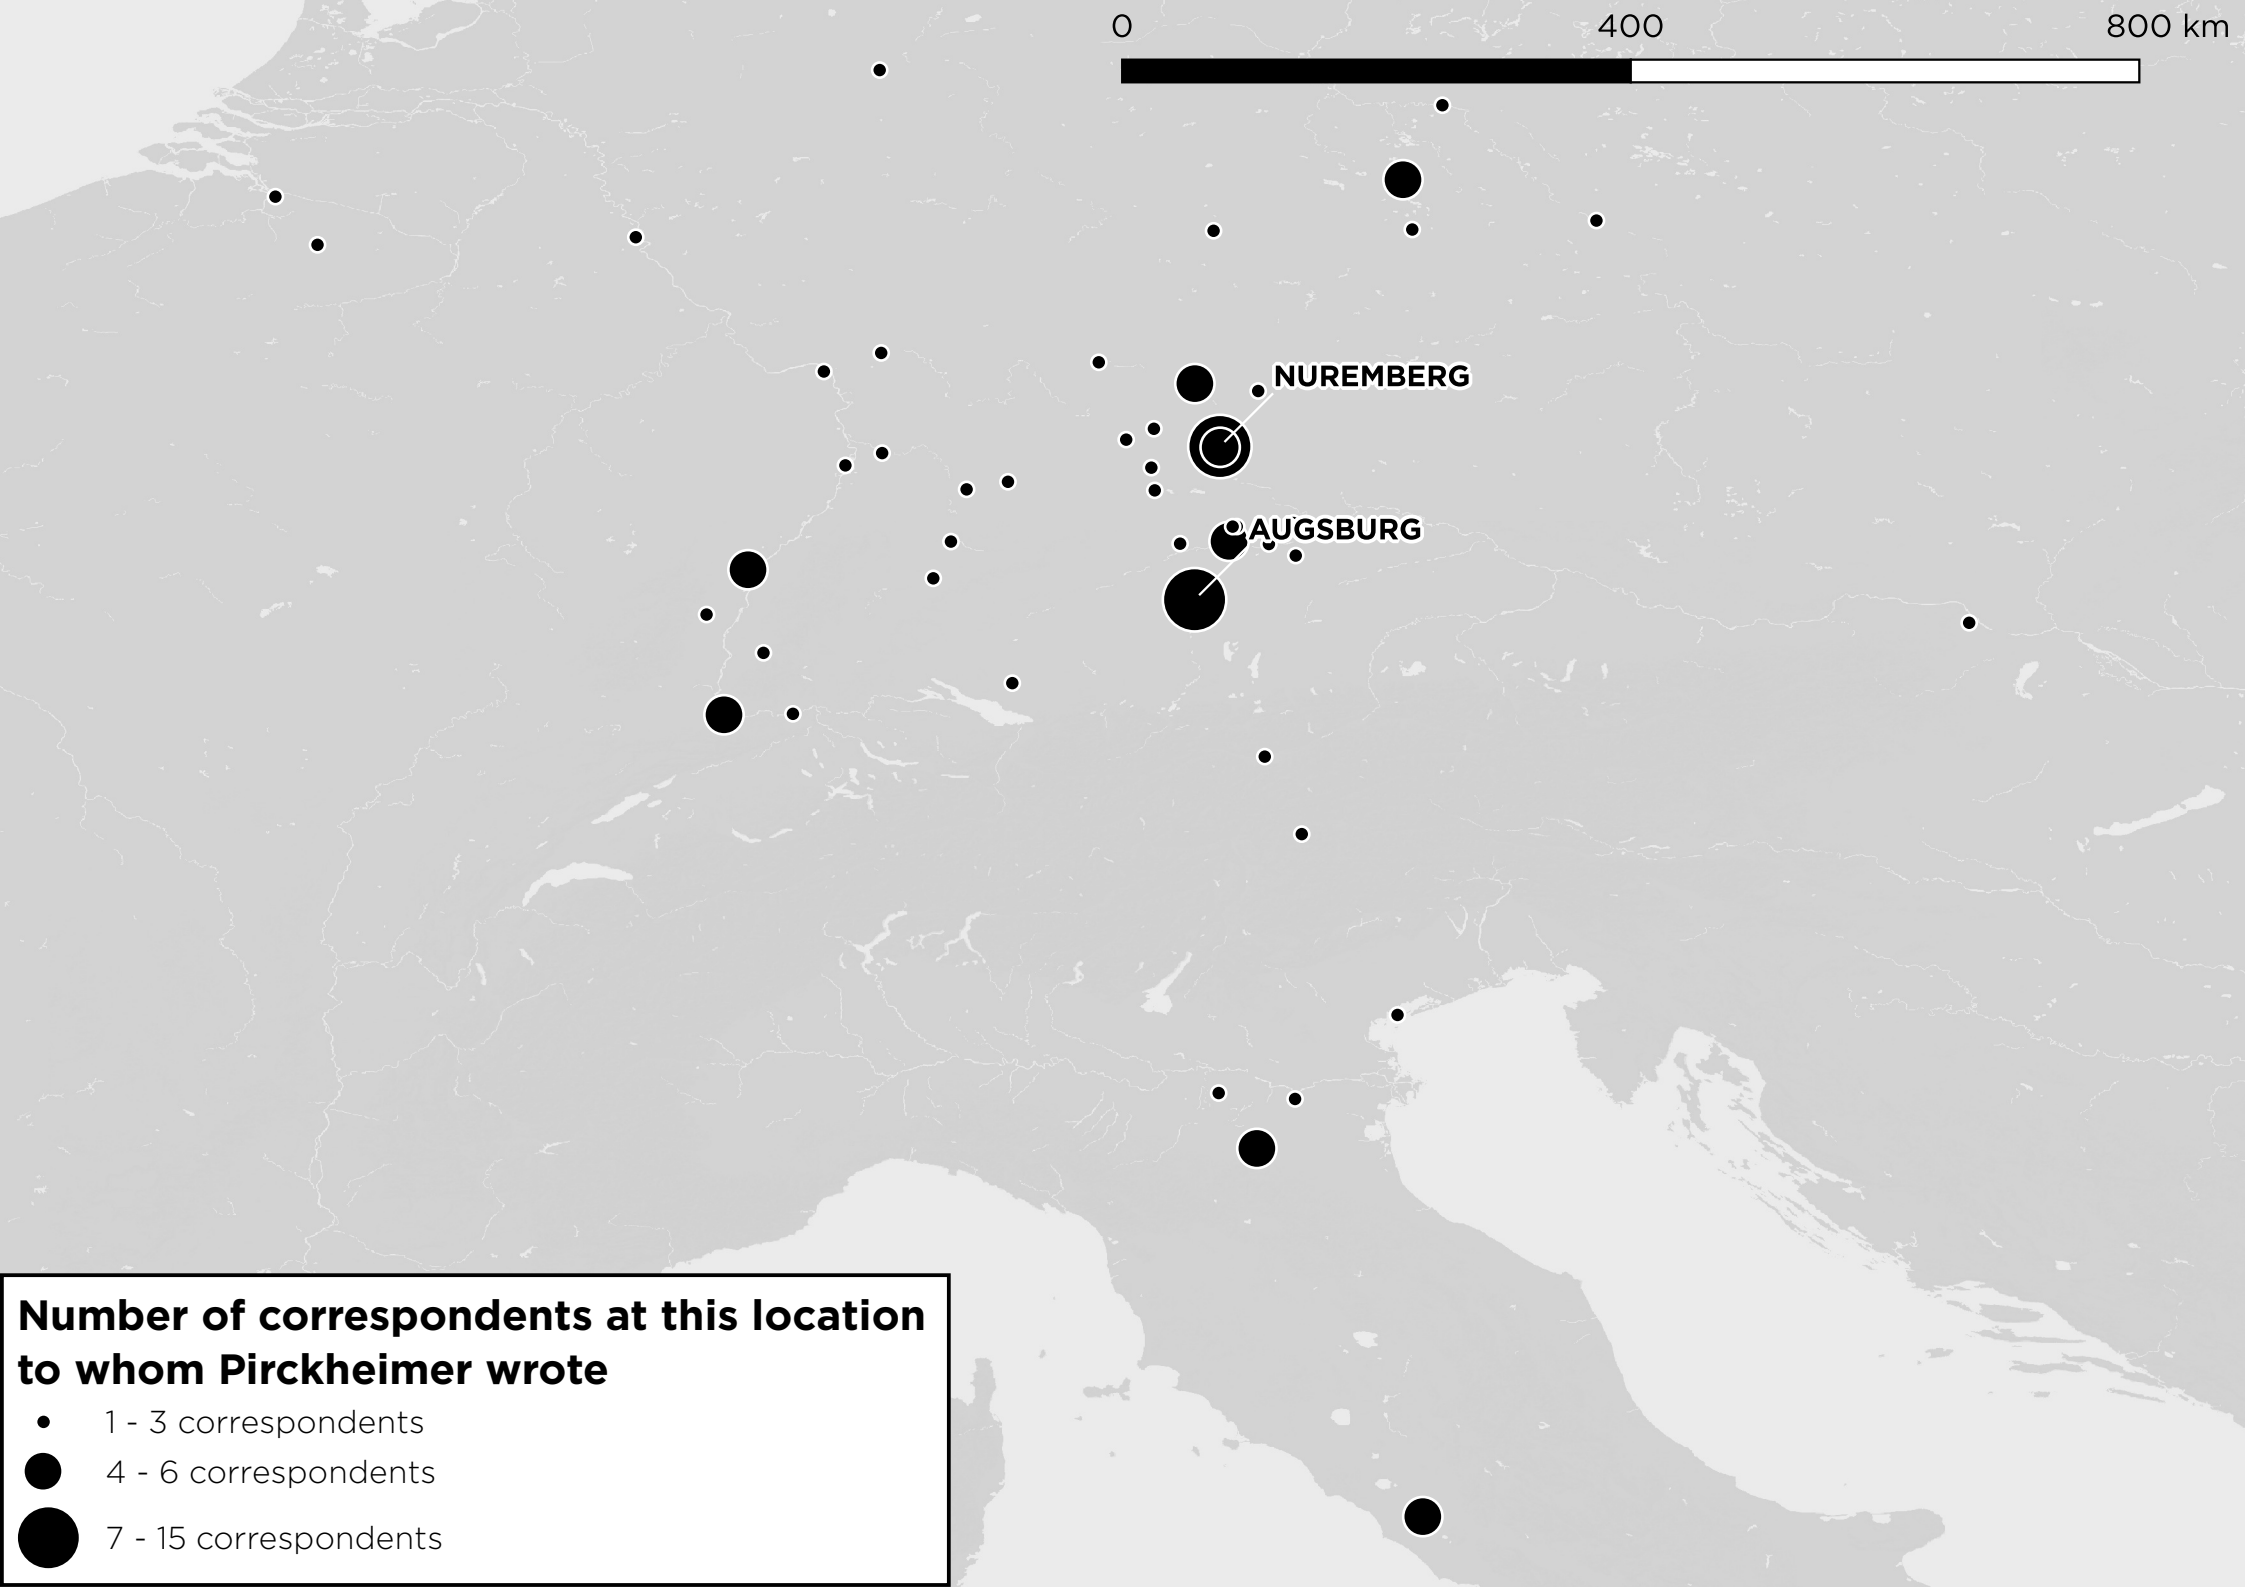 0 400 800 km
NUREMBERG
AUGSBURG
Number of correspondents at this location
to whom Pirckheimer wrote
1 - 3 correspondents
4 - 6 correspondents
7 - 15 correspondents